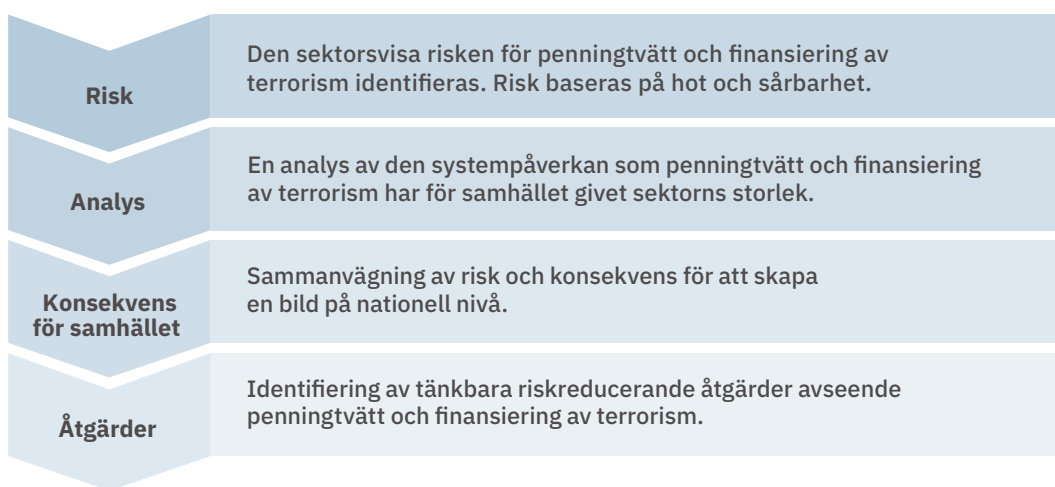 Risk
Den sektorsvisa risken för penningtvätt och finansiering av
terrorism identifieras. Risk baseras på hot och sårbarhet.
Analys
En analys av den systempåverkan som penningtvätt och finansiering
av terrorism har för samhället givet sektorns storlek.
Konsekvens
för samhället
Sammanvägning av risk och konsekvens för att skapa
en bild på nationell nivå.
Åtgärder
Identifiering av tänkbara riskreducerande åtgärder avseende
penningtvätt och finansiering av terrorism.